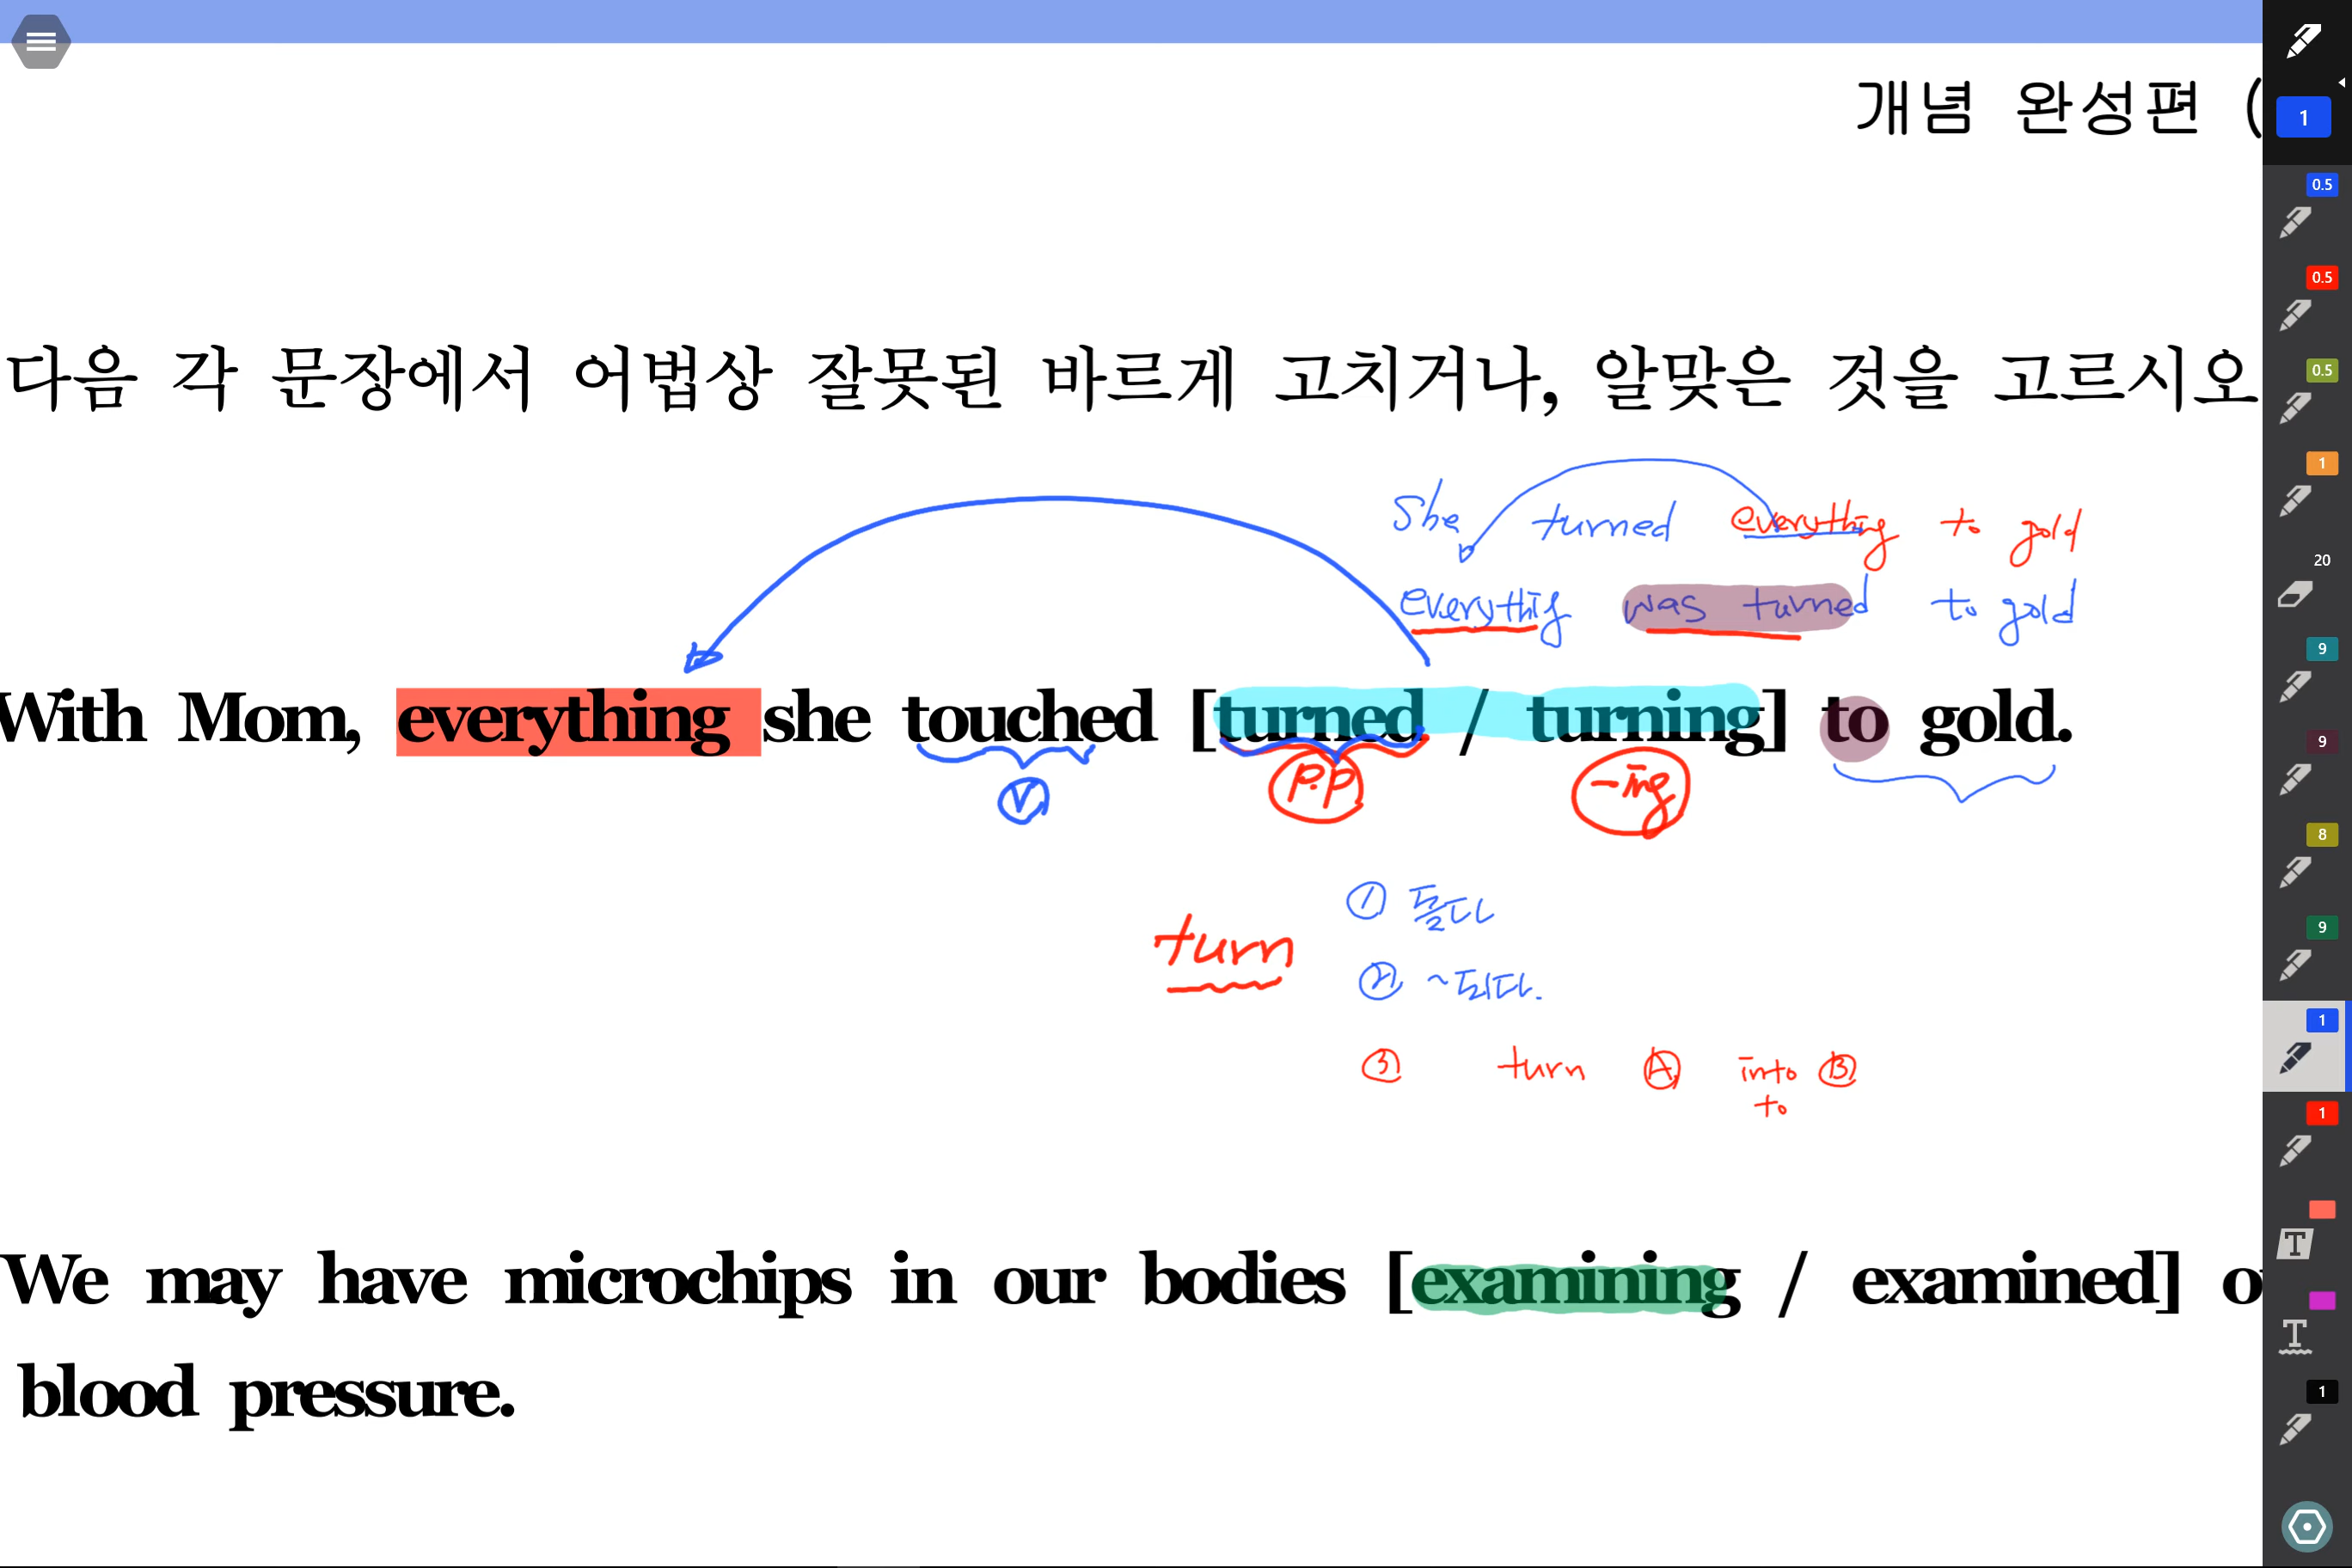 개념 완성편 (
다음 각 문장에서 어법상 잘못된 바르게 고치거나, 알맞은 것을 고르시오
She turned everything to gold
everythig was turned to gold
With Mom, everything she touched [turned / turning] to gold.
V P.P -ing
turn
① 돌다
② ~되다.
③ turn Ⓐ into Ⓑ
to
We may have microchips in our bodies [examining / examined] o
blood pressure.
1
0.5
0.5
0.5
1
20
9
9
8
9
1
1
T
T
1